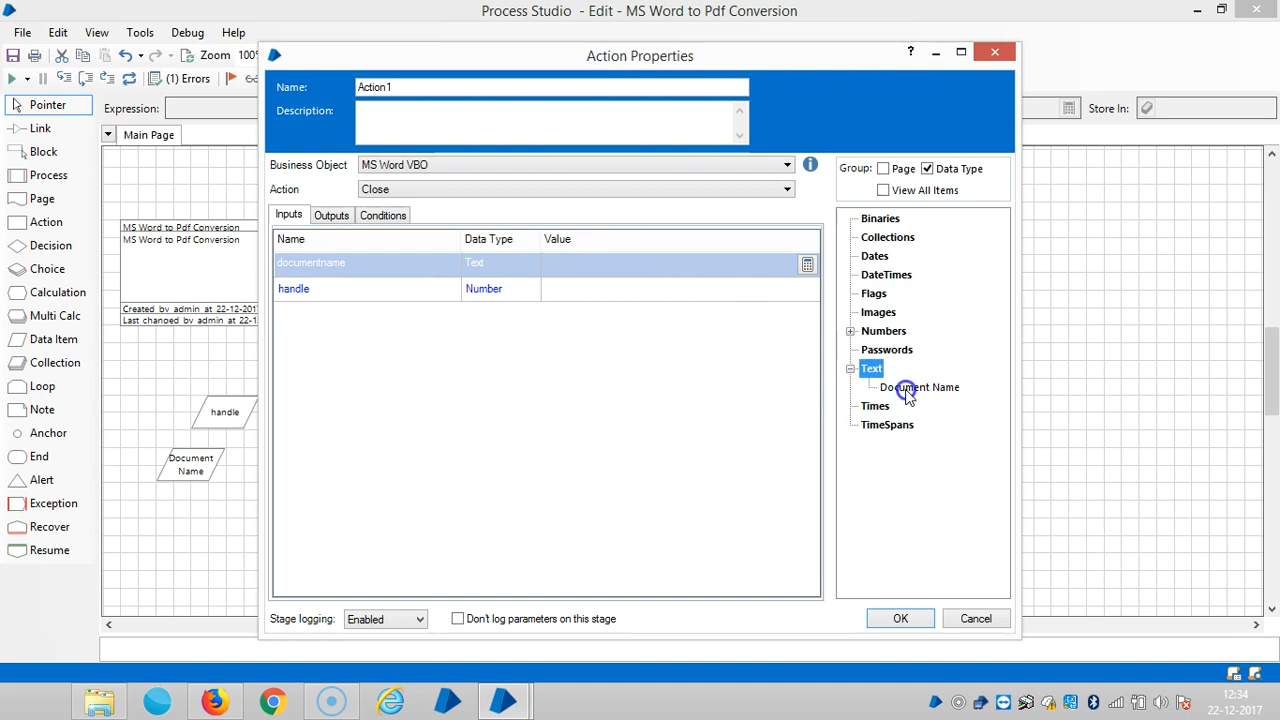 Process Studio - Edit - MS Word to Pdf Conversion
File Edit View Tools Debug Help
Zoom 100%
(1) Errors
Expression:
Store In:
Pointer
Link
Block
Process
Page
Action
Decision
Choice
Calculation
Multi Calc
Data Item
Collection
Loop
Note
Anchor
End
Alert
Exception
Recover
Resume
Main Page
MS Word to Pdf Conversion
MS Word to Pdf Conversion
Created by admin at 22-12-201
Last changed by admin at 22-1
handle
Document
Name
Action Properties
?
Name: Action1
Description:
Business Object MS Word VBO
Action Close
Inputs Outputs Conditions
Name Data Type Value
documentname Text
handle Number
Group: Page Data Type
View All Items
Binaries
Collections
Dates
DateTimes
Flags
Images
Numbers
Passwords
Text
Document Name
Times
TimeSpans
Stage logging: Enabled Don't log parameters on this stage
OK Cancel
12:34
22-12-2017